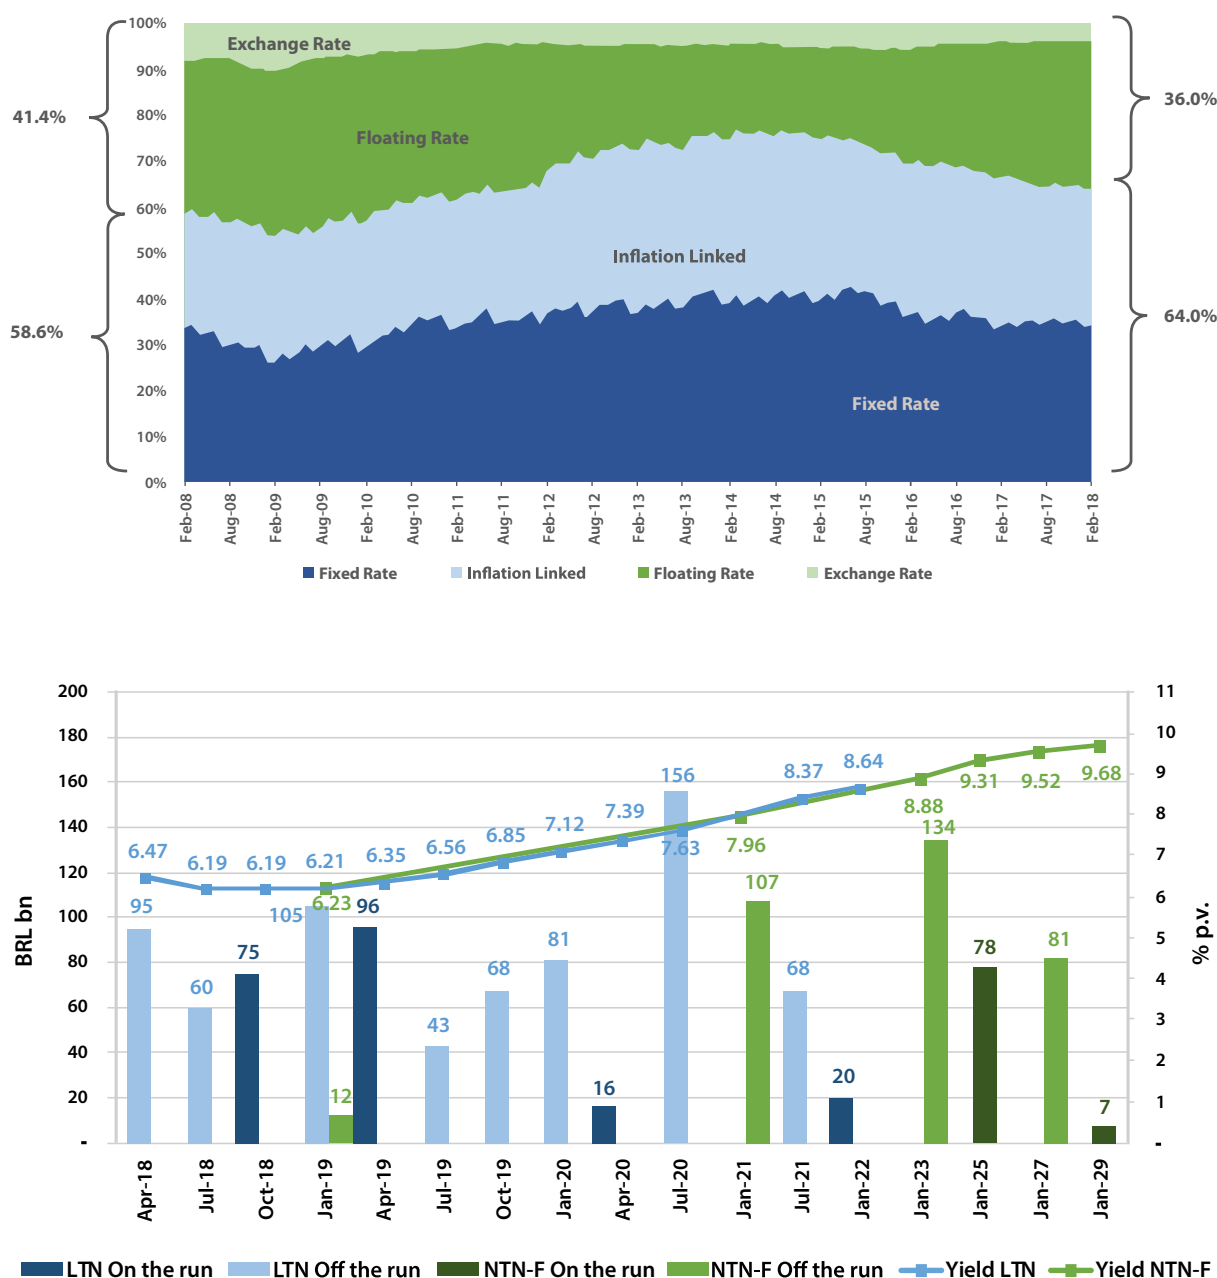 100%
90%
80%
70%
60%
50%
40%
30%
20%
10%
0%
41.4%
58.6%
36.0%
64.0%
Exchange Rate
Floating Rate
Inflation Linked
Fixed Rate
Feb-08 Aug-08 Feb-09 Aug-09 Feb-10 Aug-10 Feb-11 Aug-11 Feb-12 Aug-12 Feb-13 Aug-13 Feb-14 Aug-14 Feb-15 Aug-15 Feb-16 Aug-16 Feb-17 Aug-17 Feb-18
Fixed Rate Inflation Linked Floating Rate Exchange Rate
200
180
160
140
120
100
80
60
40
20
-
BRL bn
11
10
9
8
7
6
5
4
3
2
1
-
% p.v.
6.47 6.19 6.19 6.21 6.35 6.56 6.85 7.12 7.39 7.63 8.37 8.64
6.23 7.96 8.88 9.31 9.52 9.68
95 60 75 105 12 96 43 68 81 16 156 107 68 20 134 78 81 7
Apr-18 Jul-18 Oct-18 Jan-19 Apr-19 Jul-19 Oct-19 Jan-20 Apr-20 Jul-20 Jan-21 Jul-21 Jan-22 Jan-23 Jan-25 Jan-27 Jan-29
LTN On the run LTN Off the run NTN-F On the run NTN-F Off the run Yield LTN Yield NTN-F